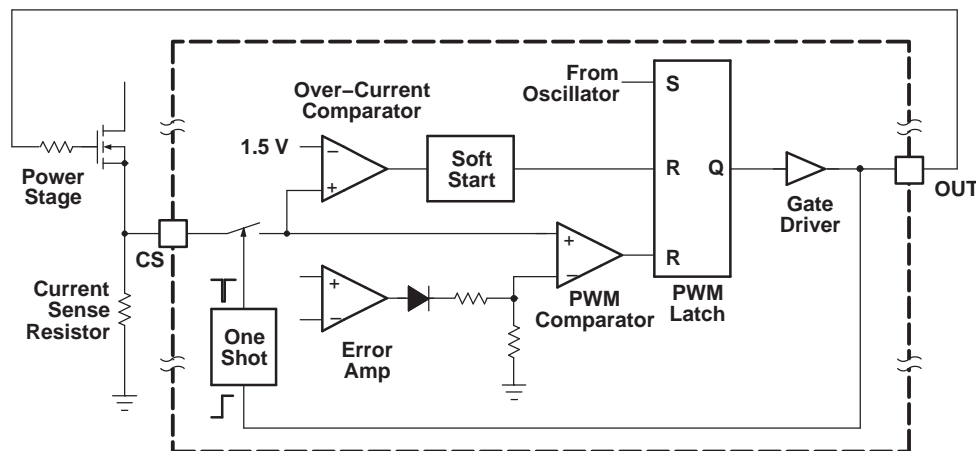 From
Oscillator
S
Over−Current
Comparator
1.5 V
−
+
Soft
Start
R
Q
Power
Stage
Gate
Driver
OUT
CS
+
−
R
PWM
Comparator
PWM
Latch
Current
Sense
Resistor
One
Shot
+
−
Error
Amp